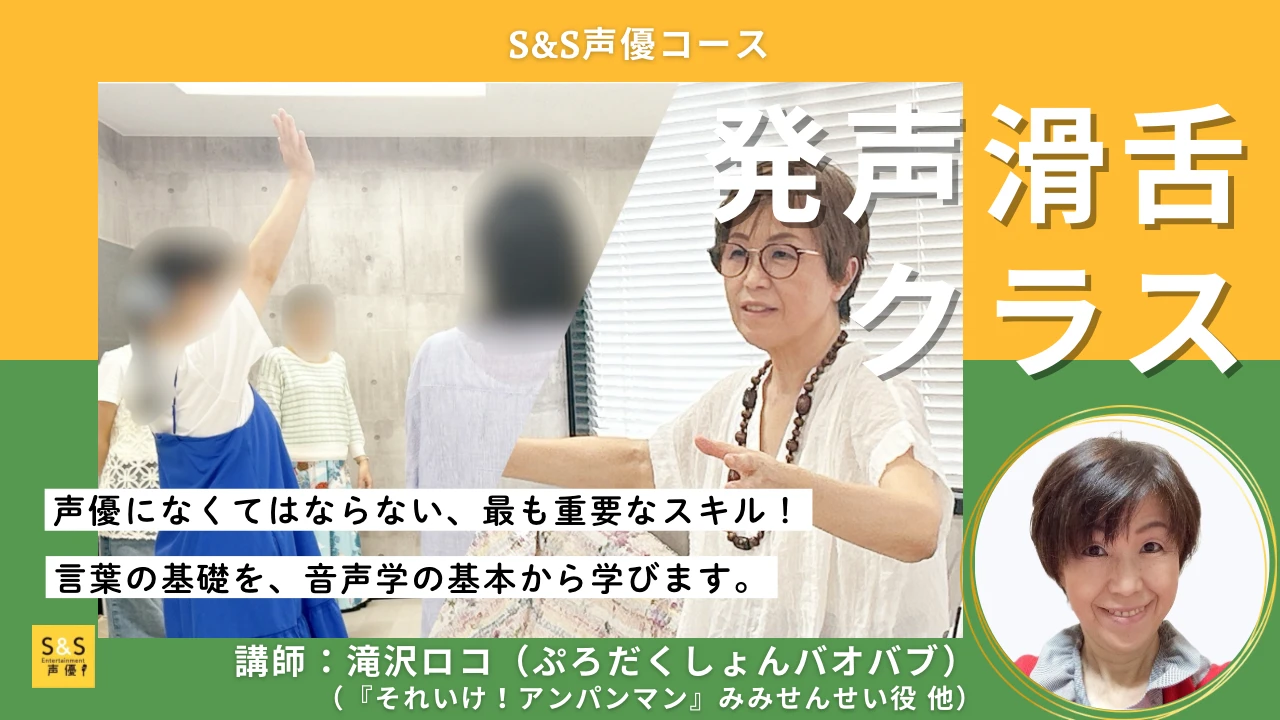 S&S声優コース
発声滑舌
クラス
声優になくてはならない、最も重要なスキル！
言葉の基礎を、音声学の基本から学びます。
S&S
Entertainment
声優
講師：滝沢ロコ（ぷろだくしょんバオバブ）
（『それいけ！アンパンマン』みみせんせい役 他）